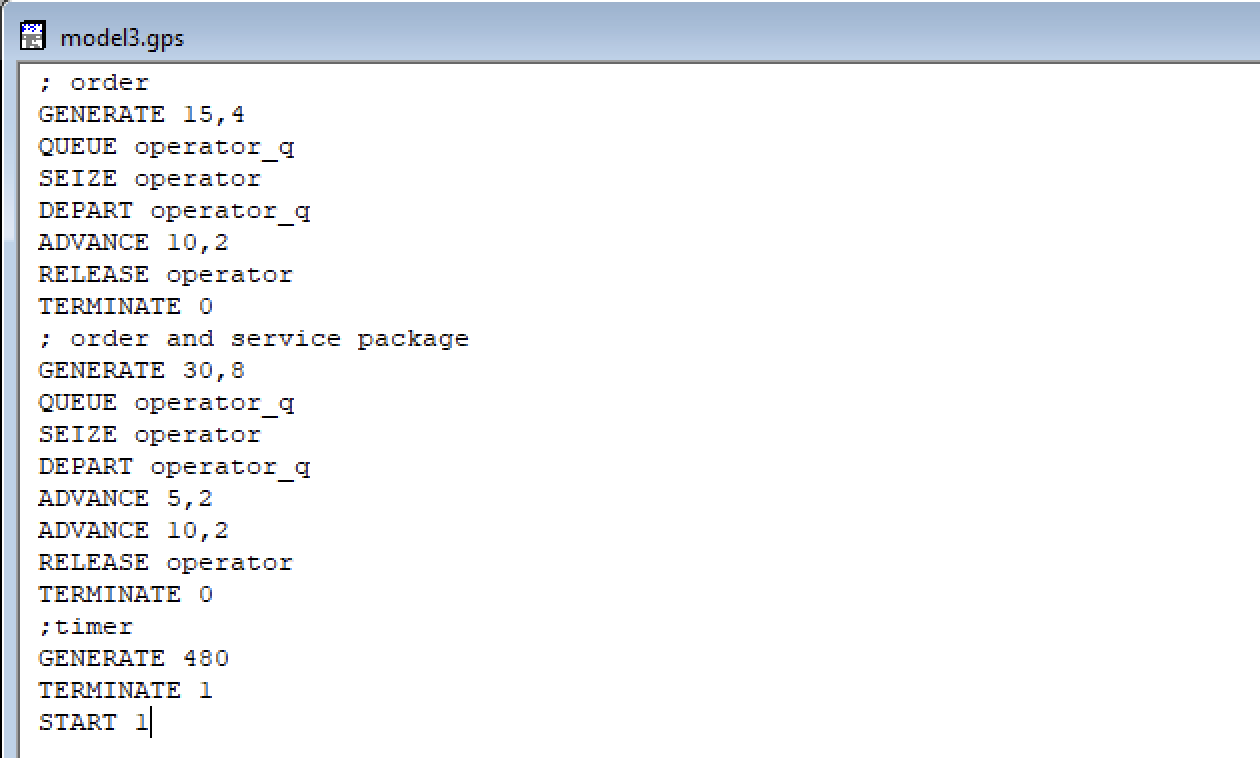 model3.gps
; order
GENERATE 15,4
QUEUE operator_q
SEIZE operator
DEPART operator_q
ADVANCE 10,2
RELEASE operator
TERMINATE 0
; order and service package
GENERATE 30,8
QUEUE operator_q
SEIZE operator
DEPART operator_q
ADVANCE 5,2
ADVANCE 10,2
RELEASE operator
TERMINATE 0
;timer
GENERATE 480
TERMINATE 1
START 1